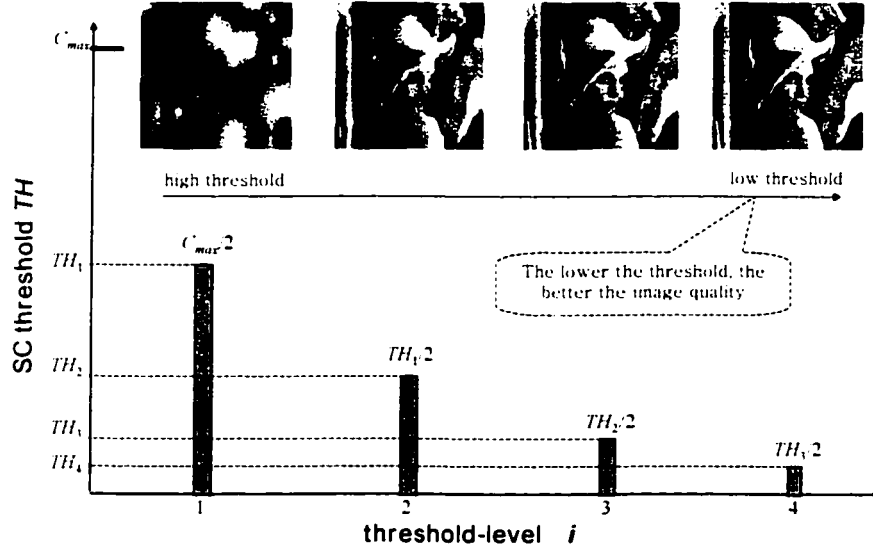 C_max
high threshold
low threshold
The lower the threshold, the
better the image quality
SC threshold TH
TH_1
TH_2
TH_3
TH_4
C_max/2
TH_1/2
TH_2/2
TH_3/2
1
2
3
4
threshold-level i